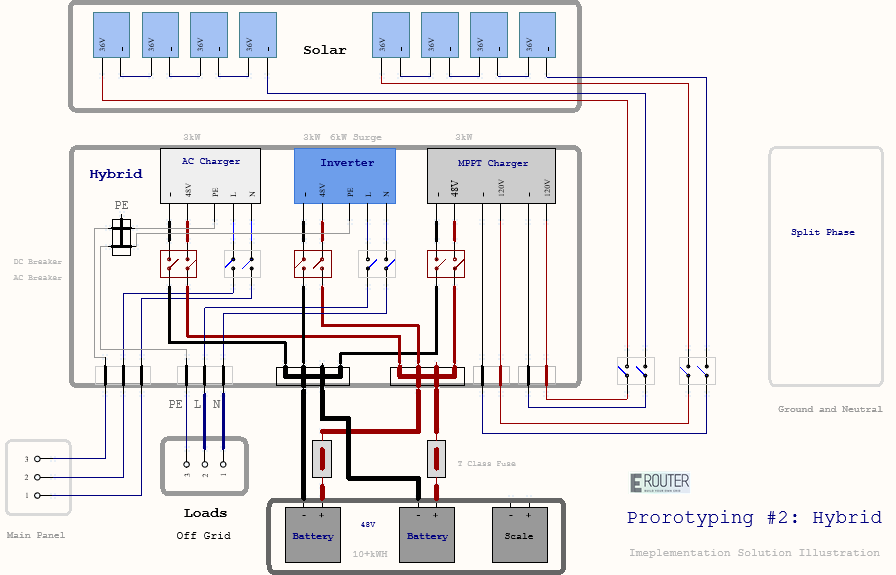 36V - 36V - 36V - 36V - Solar 36V - 36V - 36V - 36V -
3kW 3kW 6kW Surge 3kW
Hybrid AC Charger Inverter MPPT Charger
- 48V PE L N - 48V PE L N - 48V - 120V - 120V
PE
Split Phase
DC Breaker
AC Breaker
PE L N
Ground and Neutral
3
2
1
3 2 1
T Class Fuse
E ROUTER
Main Panel
Loads
Off Grid
Prorotyping #2: Hybrid
- + - + - +
48V
Battery Battery Scale
10+kWH
Imeplementation Solution Illustration